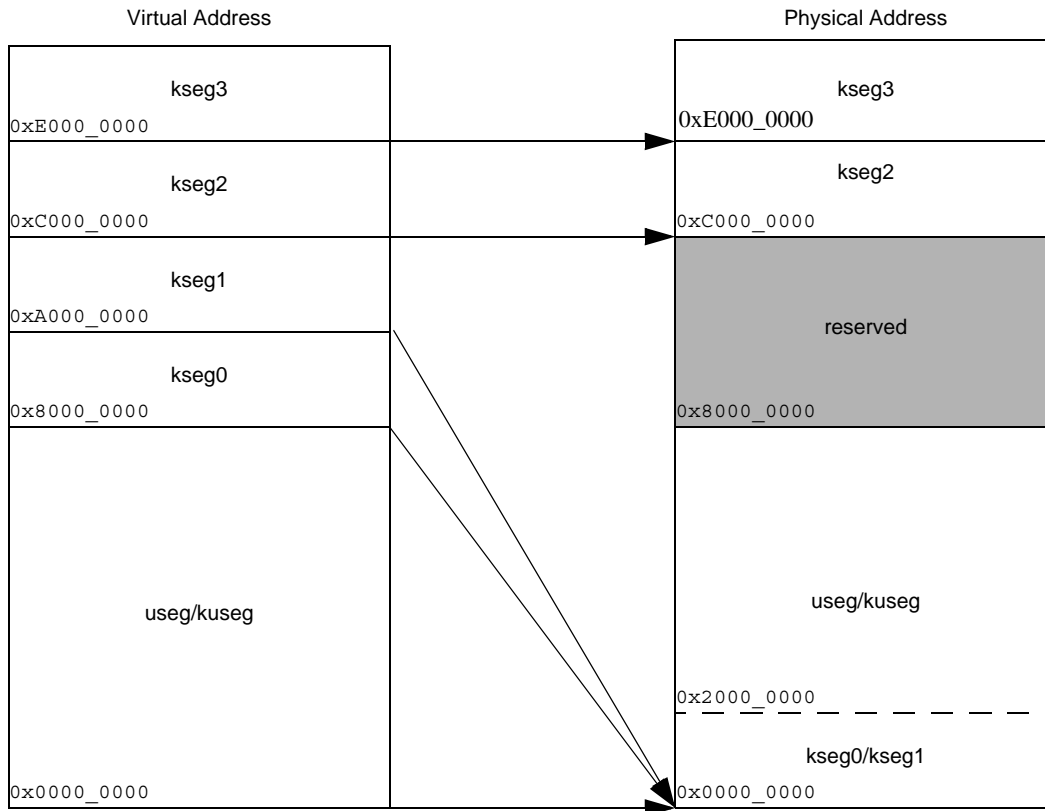 Virtual Address
kseg3
0xE000_0000
kseg2
0xC000_0000
kseg1
0xA000_0000
kseg0
0x8000_0000
useg/kuseg
0x0000_0000
Physical Address
kseg3
0xE000_0000
kseg2
0xC000_0000
reserved
0x8000_0000
useg/kuseg
0x2000_0000
kseg0/kseg1
0x0000_0000